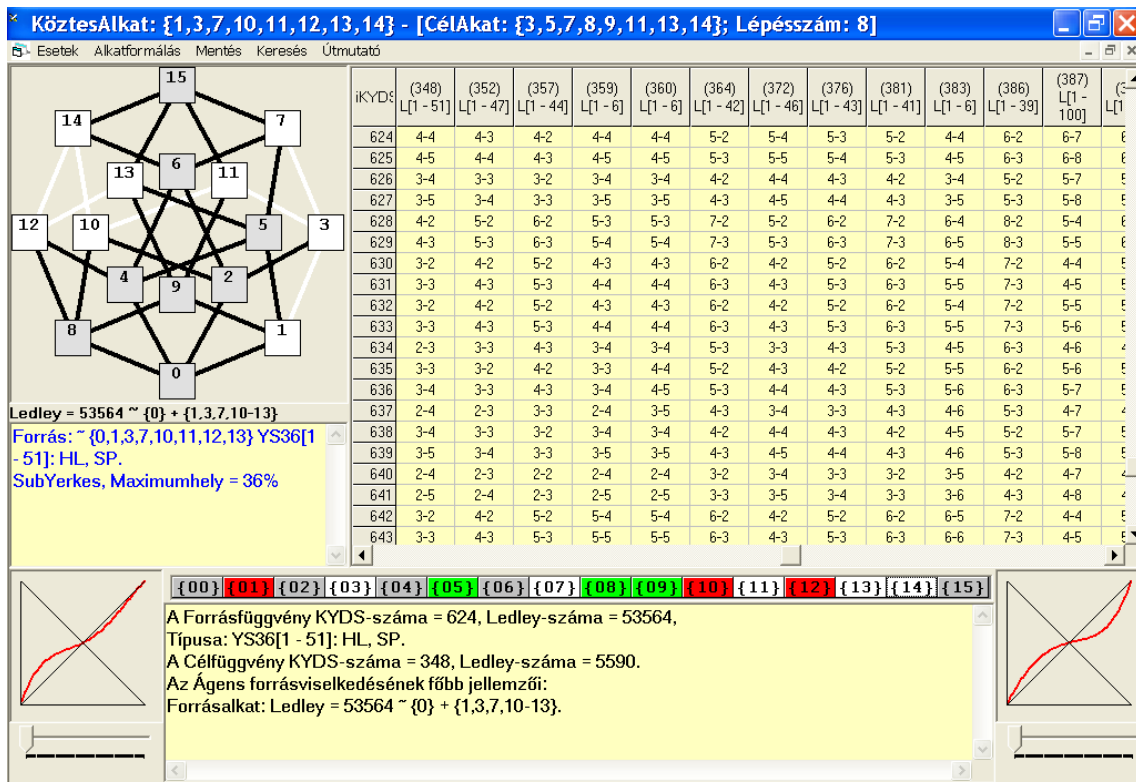 KöztesAlkat: {1,3,7,10,11,12,13,14} - [CélAkat: {3,5,7,8,9,11,13,14}; Lépésszám: 8]
Esetek Alkatformálás Mentés Keresés Útmutató
15
14 7
13 6 11
12 10 5 3
4 9 2
8 1
0
Ledley = 53564 ~ {0} + {1,3,7,10-13}
Forrás: ~ {0,1,3,7,10,11,12,13} YS36[1
- 51]: HL, SP.
SubYerkes, Maximumhely = 36%
iKYDS (348) L[1 - 51] (352) L[1 - 47] (357) L[1 - 44] (359) L[1 - 6] (360) L[1 - 6] (364) L[1 - 42] (372) L[1 - 46] (376) L[1 - 43] (381) L[1 - 41] (383) L[1 - 6] (386) L[1 - 39] (387) L[1 - 100]
624 4-4 4-3 4-2 4-4 4-4 5-2 5-4 5-3 5-2 4-4 6-2 6-7
625 4-5 4-4 4-3 4-5 4-5 5-3 5-5 5-4 5-3 4-5 6-3 6-8
626 3-4 3-3 3-2 3-4 3-4 4-2 4-4 4-3 4-2 3-4 5-2 5-7
627 3-5 3-4 3-3 3-5 3-5 4-3 4-5 4-4 4-3 3-5 5-3 5-8
628 4-2 5-2 6-2 5-3 5-3 7-2 5-2 6-2 7-2 6-4 8-2 5-4
629 4-3 5-3 6-3 5-4 5-4 7-3 5-3 6-3 7-3 6-5 8-3 5-5
630 3-2 4-2 5-2 4-3 4-3 6-2 4-2 5-2 6-2 5-4 7-2 4-4
631 3-3 4-3 5-3 4-4 4-4 6-3 4-3 5-3 6-3 5-5 7-3 4-5
632 3-2 4-2 5-2 4-3 4-3 6-2 4-2 5-2 6-2 5-4 7-2 5-5
633 3-3 4-3 5-3 4-4 4-4 6-3 4-3 5-3 6-3 5-5 7-3 5-6
634 2-3 3-3 4-3 3-4 3-4 5-3 3-3 4-3 5-3 4-5 6-3 4-6
635 3-3 3-2 4-2 3-3 4-4 5-2 4-3 4-2 5-2 5-5 6-2 5-6
636 3-4 3-3 4-3 3-4 4-5 5-3 4-4 4-3 5-3 5-6 6-3 5-7
637 2-4 2-3 3-3 2-4 3-5 4-3 3-4 3-3 4-3 4-6 5-3 4-7
638 3-4 3-3 3-2 3-4 3-4 4-2 4-4 4-3 4-2 4-5 5-2 5-7
639 3-5 3-4 3-3 3-5 3-5 4-3 4-5 4-4 4-3 4-6 5-3 5-8
640 2-4 2-3 2-2 2-4 2-4 3-2 3-4 3-3 3-2 3-5 4-2 4-7
641 2-5 2-4 2-3 2-5 2-5 3-3 3-5 3-4 3-3 3-6 4-3 4-8
642 3-2 4-2 5-2 5-4 5-4 6-2 4-2 5-2 6-2 6-5 7-2 4-4
643 3-3 4-3 5-3 5-5 5-5 6-3 4-3 5-3 6-3 6-6 7-3 4-5
{00} {01} {02} {03} {04} {05} {06} {07} {08} {09} {10} {11} {12} {13} {14} {15}
A Forrásfüggvény KYDS-száma = 624, Ledley-száma = 53564,
Típusa: YS36[1 - 51]: HL, SP.
A Célfüggvény KYDS-száma = 348, Ledley-száma = 5590.
Az Ágens forrásviselkedésének főbb jellemzői:
Forrásalkat: Ledley = 53564 ~ {0} + {1,3,7,10-13}.